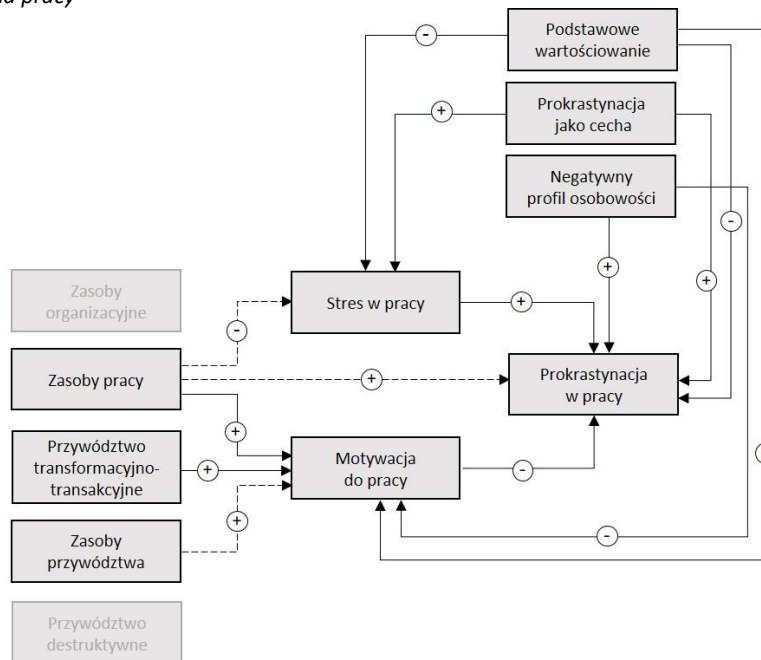 na pracy
Podstawowe
wartościowanie
-
Prokrastynacja
jako cecha
+
Negatywny
profil osobowości
-
+
+
Zasoby
organizacyjne
Stres w pracy
+
-
Zasoby pracy
+
Prokrastynacja
w pracy
+
Przywództwo
transformacyjno-
transakcyjne
+
Motywacja
do pracy
-
+
Zasoby
przywództwa
-
Przywództwo
destruktywne